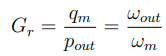 G_r = \frac{q_m}{p_{out}} = \frac{\omega_{out}}{\omega_m}